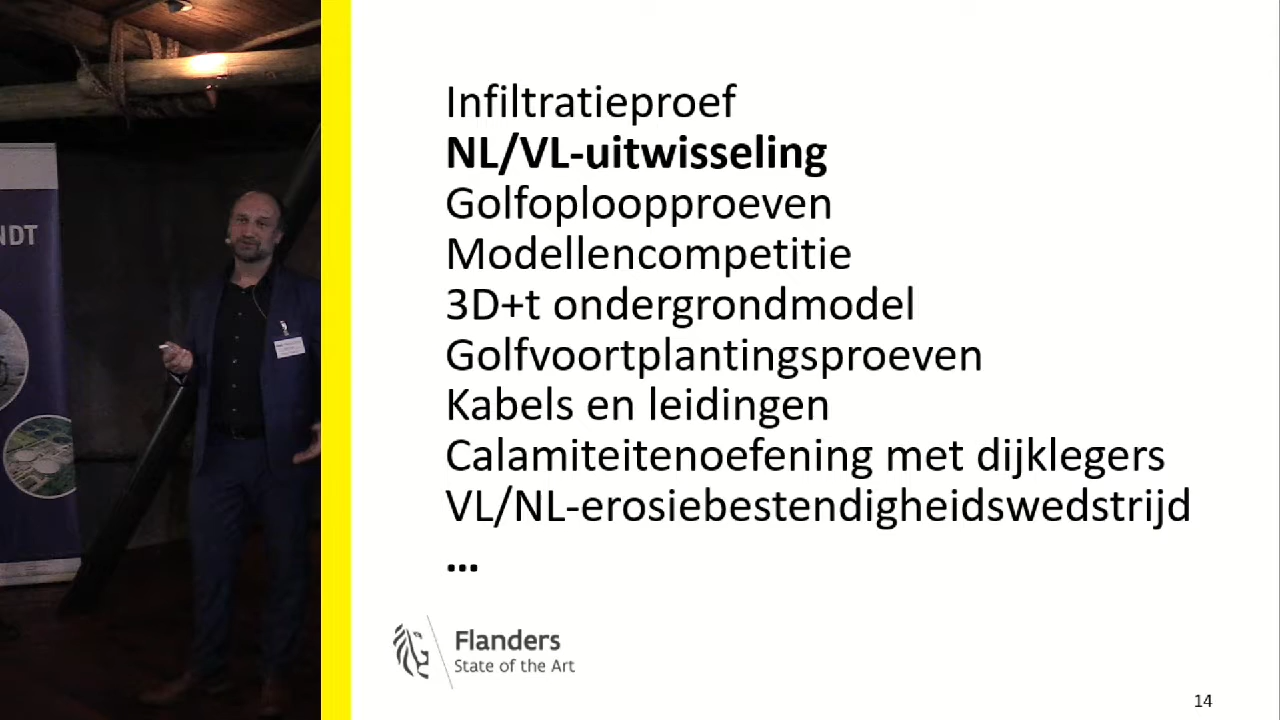 NDT
Infiltratieproef
NL/VL-uitwisseling
Golfoploopproeven
Modellencompetitie
3D+t ondergrondmodel
Golfvoortplantingsproeven
Kabels en leidingen
Calamiteitenoefening met dijklegers
VL/NL-erosiebestendigheidswedstrijd
...
Flanders
State of the Art
14